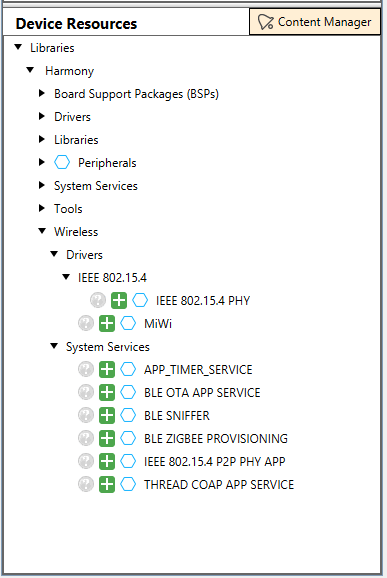 Device Resources
Content Manager
Libraries
Harmony
Board Support Packages (BSPs)
Drivers
Libraries
Peripherals
System Services
Tools
Wireless
Drivers
IEEE 802.15.4
? IEEE 802.15.4 PHY
? MiWi
System Services
? APP_TIMER_SERVICE
? BLE OTA APP SERVICE
? BLE SNIFFER
? BLE ZIGBEE PROVISIONING
? IEEE 802.15.4 P2P PHY APP
? THREAD COAP APP SERVICE